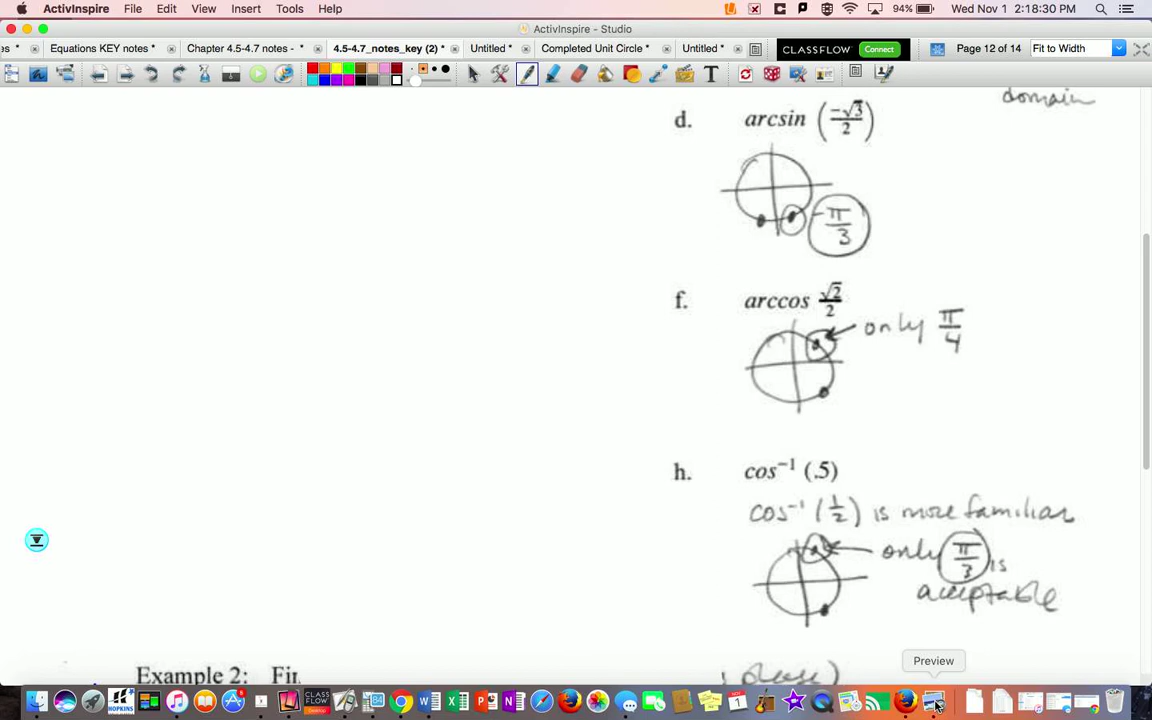 ActivInspire File Edit View Insert Tools Help 94% Wed Nov 1 2:18:30 PM
ActivInspire - Studio
es * Equations KEY notes * Chapter 4.5-4.7 notes - * 4.5-4.7_notes_key (2) * Untitled * Completed Unit Circle * Untitled * CLASSFLOW Connect Page 12 of 14 Fit to Width
domain
d. arcsin (-√3/2)
-π/3
f. arccos √2/2
only π/4
h. cos⁻¹ (.5)
cos⁻¹ (1/2) is more familiar
only π/3 is
acceptable
Preview
Example 2: Fin
please)